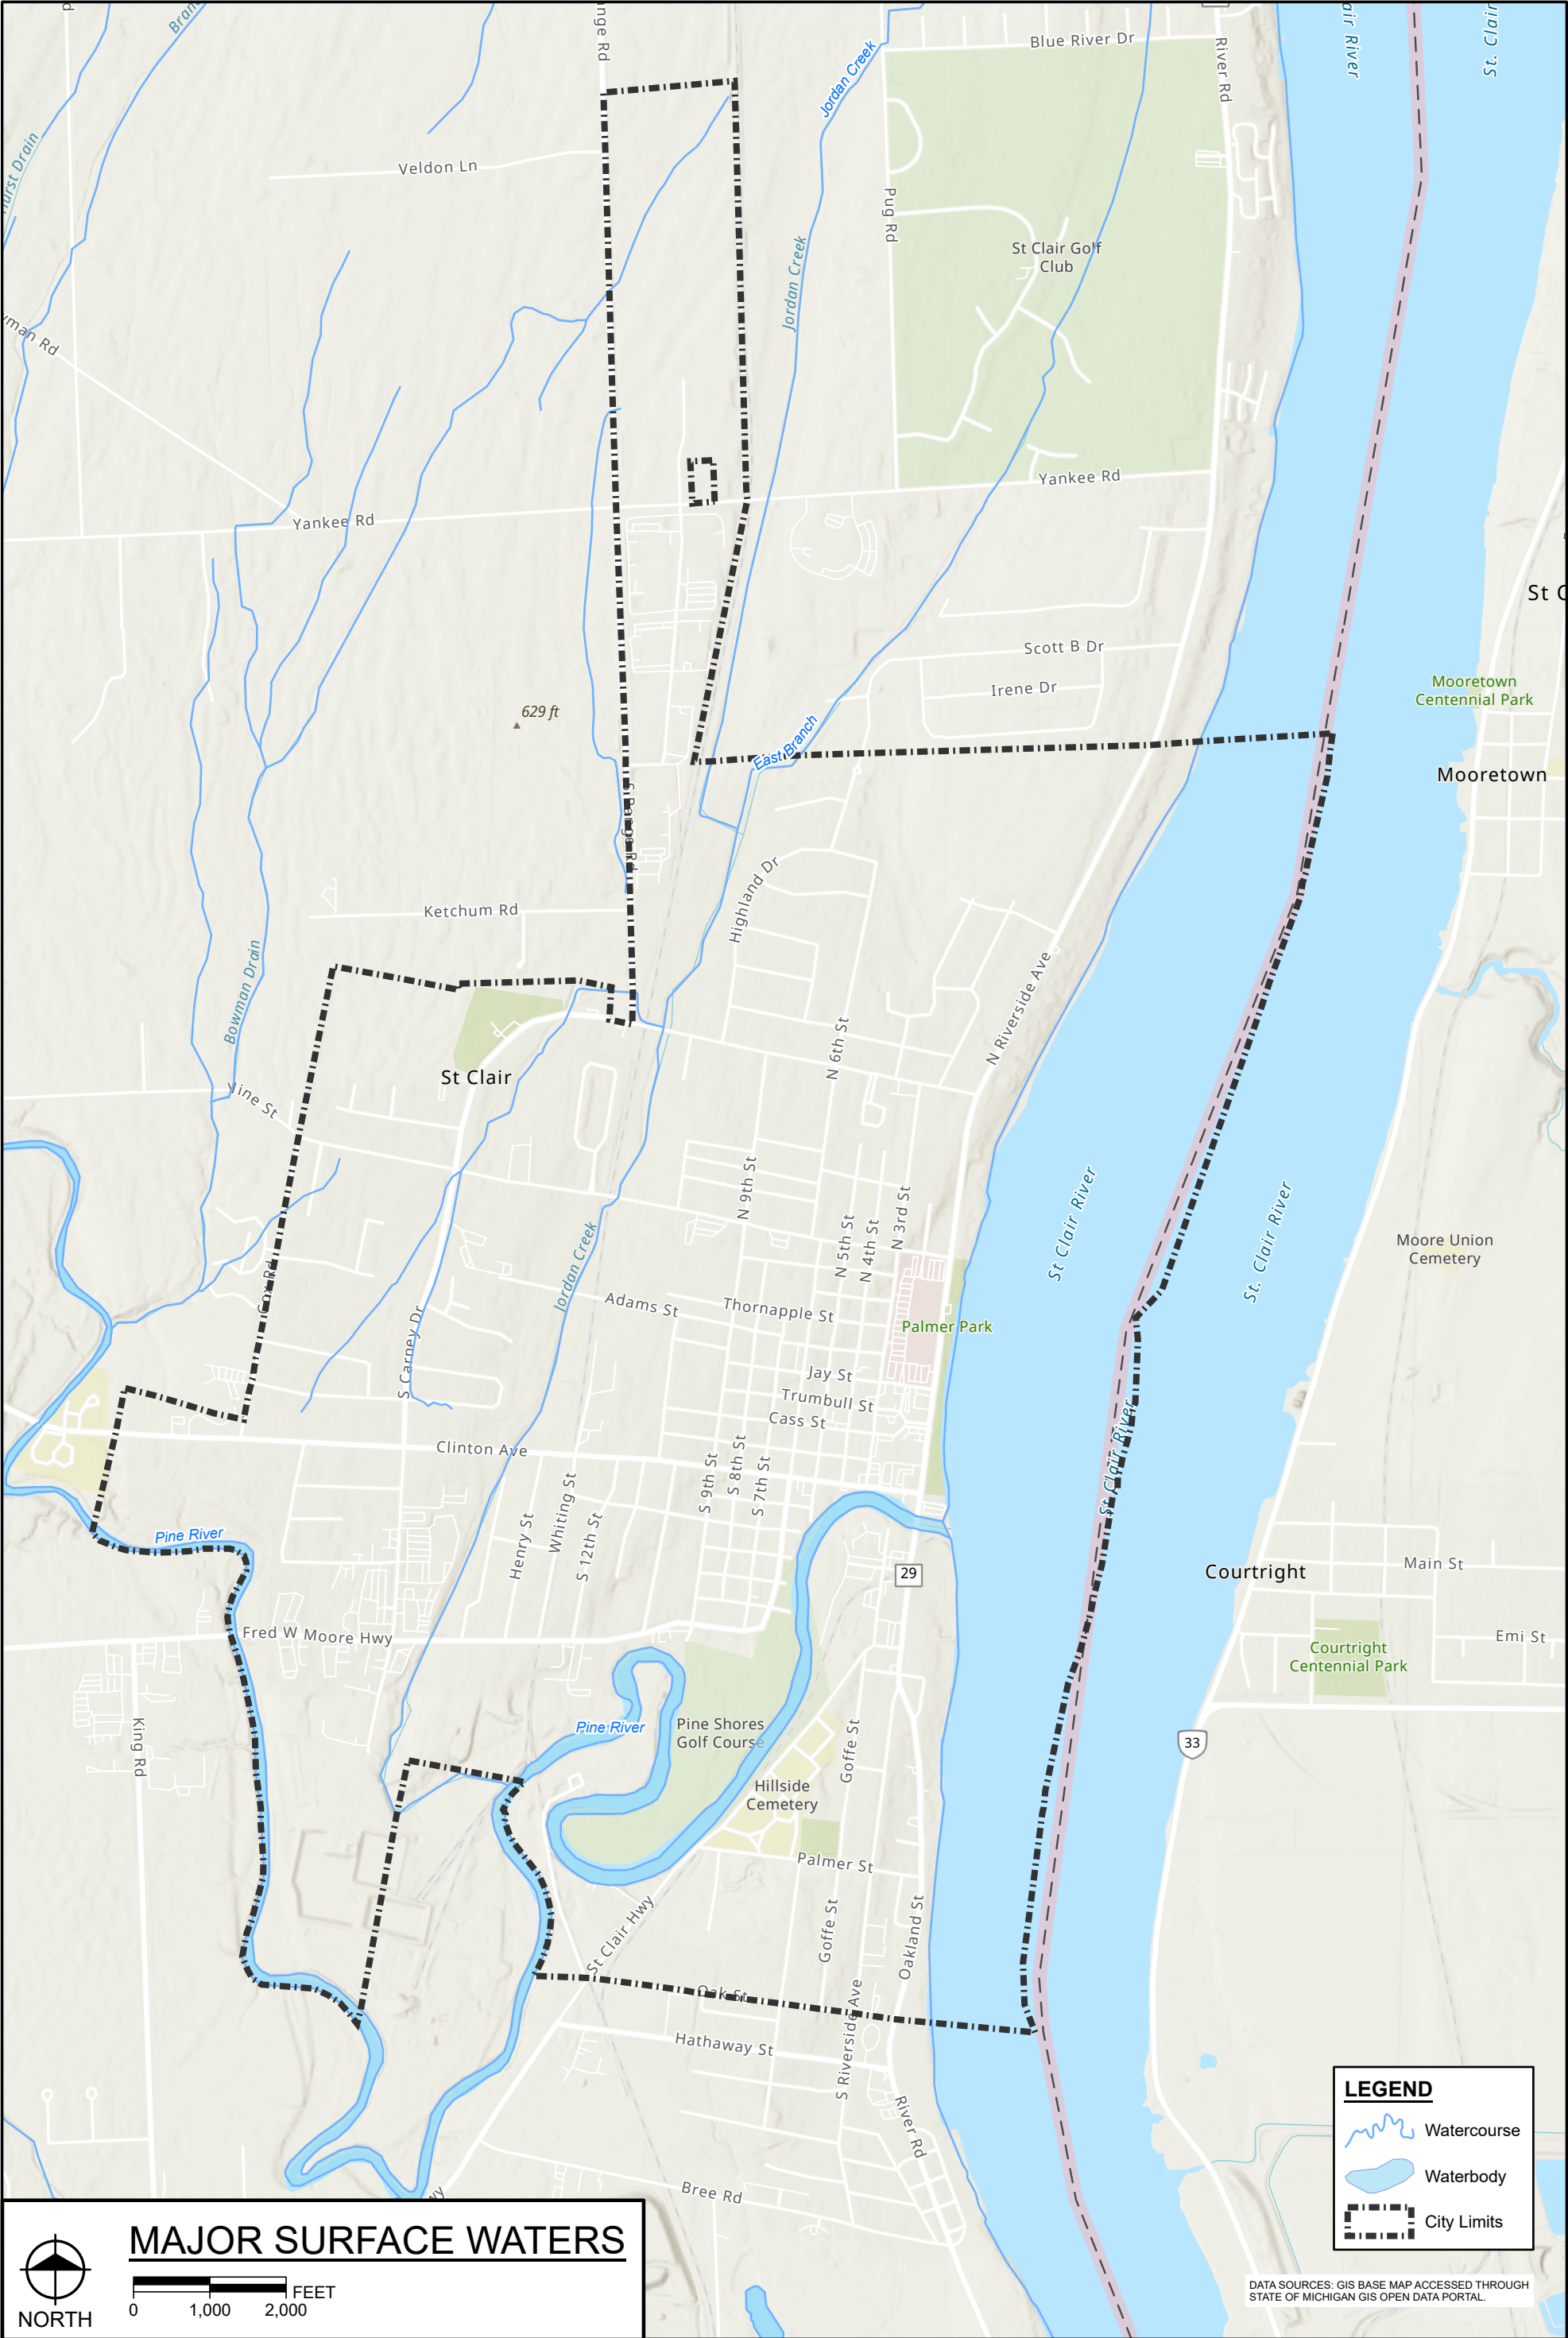 Jordan Creek
Blue River Dr
River Rd
St. Clair
Veldon Ln
Pug Rd
St Clair Golf
Club
Jordan Creek
Yankee Rd
Yankee Rd
St C
Scott B Dr
Irene Dr
Mooretown
Centennial Park
629 ft
East Branch
Mooretown
S Range Rd
Highland Dr
Ketchum Rd
Bowman Drain
N Riverside Ave
N 6th St
St Clair
Vine St
N 9th St
N 5th St
N 4th St
N 3rd St
St Clair River
St. Clair River
Moore Union
Cemetery
Jordan Creek
Cox Rd
Adams St
Thornapple St
Palmer Park
S Carney Dr
Jay St
Trumbull St
Cass St
Clinton Ave
St Clair River
S 9th St
S 8th St
S 7th St
Pine River
Henry St
Whiting St
S 12th St
29
Courtright
Main St
Fred W Moore Hwy
Emi St
Courtright
Centennial Park
King Rd
Pine River
Pine Shores
Golf Course
Goffe St
33
Hillside
Cemetery
Palmer St
St Clair Hwy
Goffe St
Oakland St
Oak St
Hathaway St
S Riverside Ave
River Rd
Bree Rd
LEGEND
Watercourse
Waterbody
City Limits
MAJOR SURFACE WATERS
FEET
0 1,000 2,000
NORTH
DATA SOURCES: GIS BASE MAP ACCESSED THROUGH
STATE OF MICHIGAN GIS OPEN DATA PORTAL.